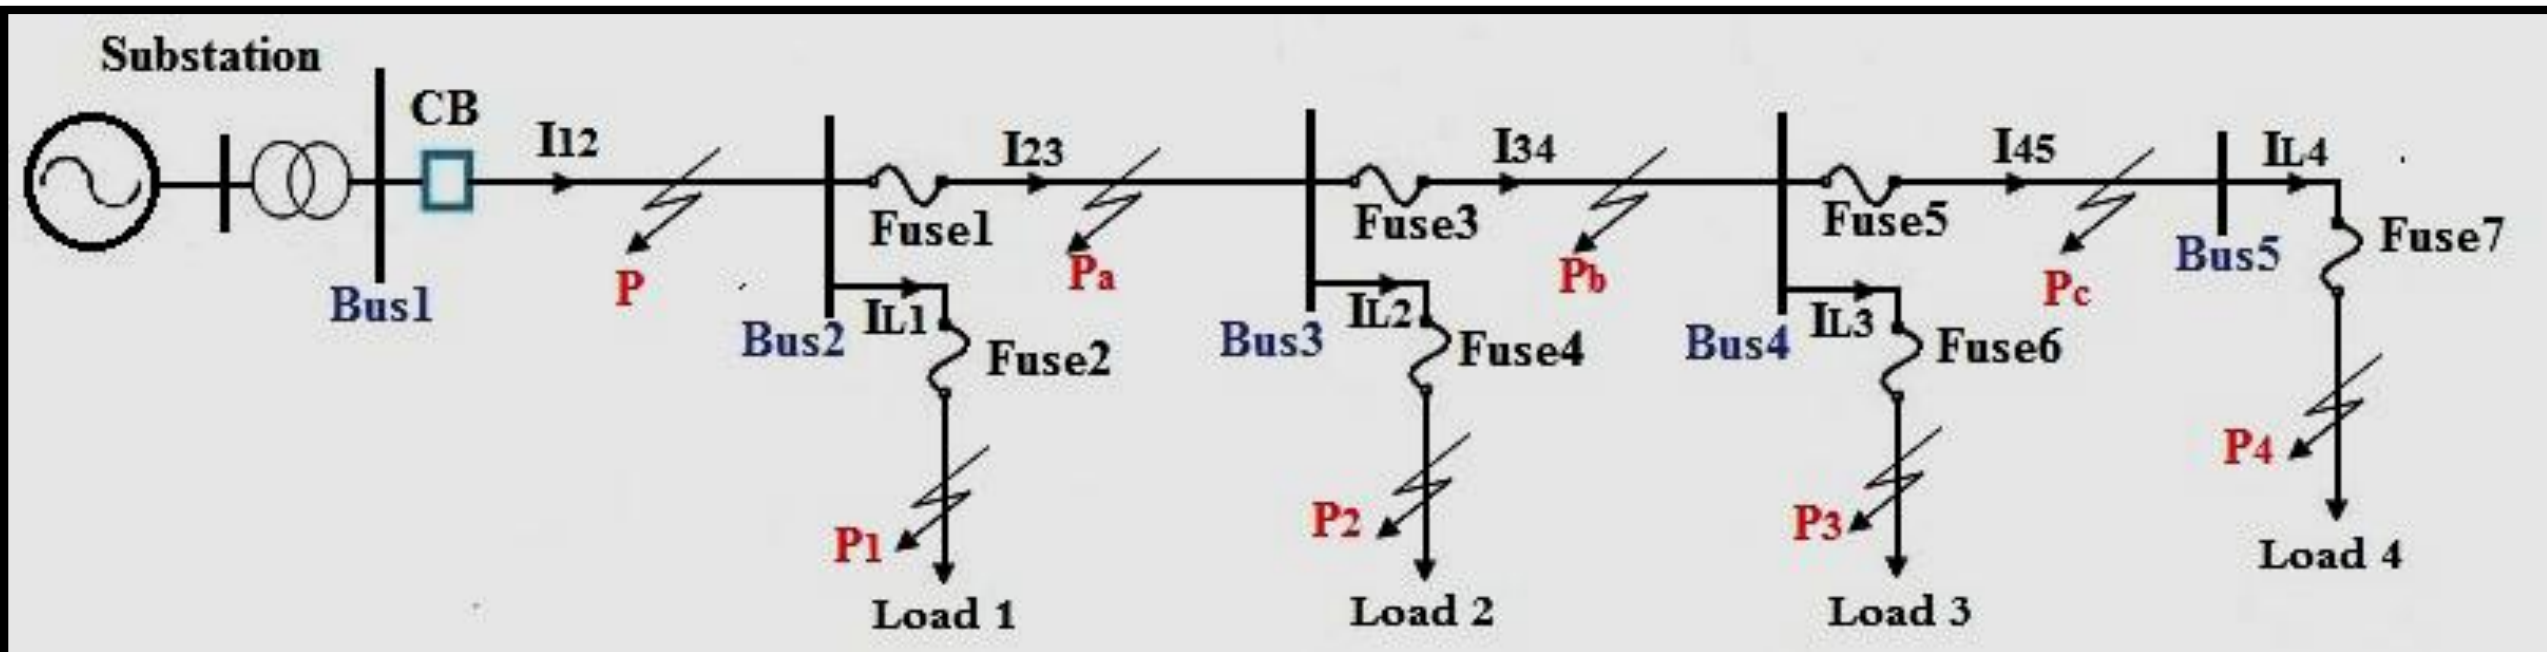 Substation
CB
I12
I23
I34
I45
IL4
Fuse1
Fuse3
Fuse5
Fuse7
Bus1
P
Pa
Pb
Pc
Bus5
Bus2
IL1
Fuse2
Bus3
IL2
Fuse4
Bus4
IL3
Fuse6
P1
P2
P3
P4
Load 1
Load 2
Load 3
Load 4